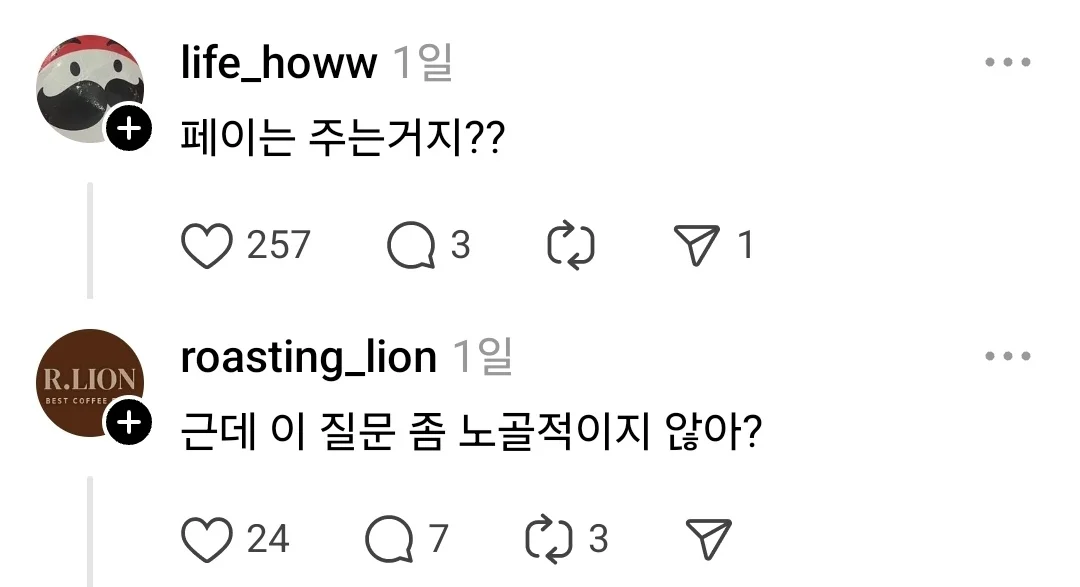 life_howw 1일
페이는 주는거지??
257 3 1
R.LION
BEST COFFEE
roasting_lion 1일
근데 이 질문 좀 노골적이지 않아?
24 7 3